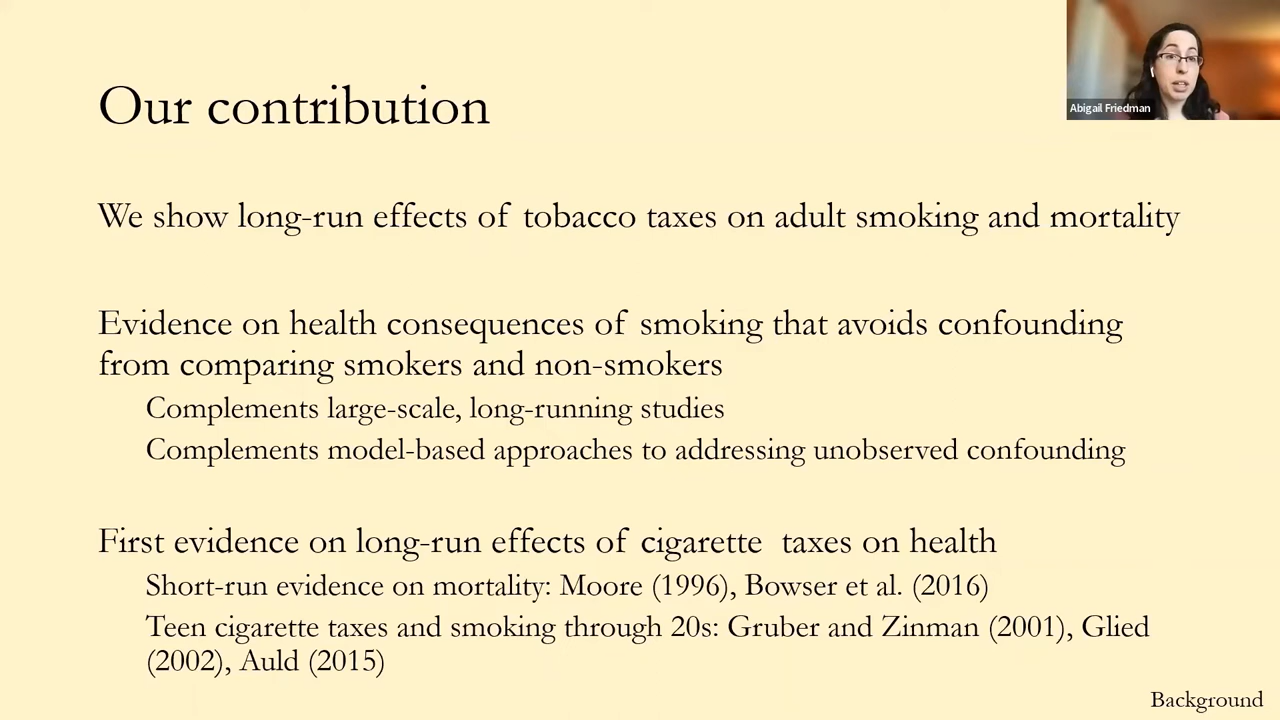 Our contribution
Abigail Friedman
We show long-run effects of tobacco taxes on adult smoking and mortality
Evidence on health consequences of smoking that avoids confounding
from comparing smokers and non-smokers
Complements large-scale, long-running studies
Complements model-based approaches to addressing unobserved confounding
First evidence on long-run effects of cigarette taxes on health
Short-run evidence on mortality: Moore (1996), Bowser et al. (2016)
Teen cigarette taxes and smoking through 20s: Gruber and Zinman (2001), Glied
(2002), Auld (2015)
Background